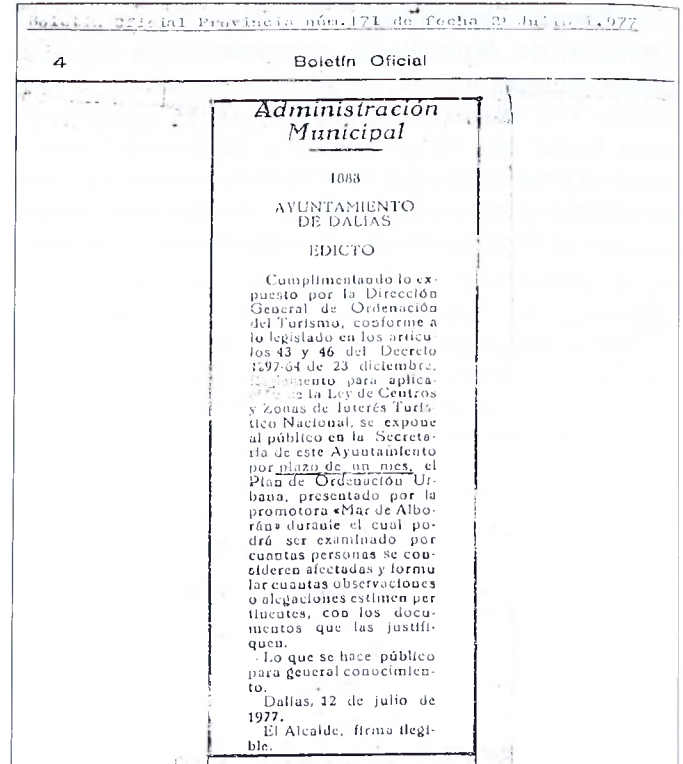 Boletín Oficial Provincia núm.171 de fecha 2 Julio 1.977
4 Boletín Oficial
Administración
Municipal
1888
AYUNTAMIENTO
DE DALIAS
EDICTO
Cumplimentando lo ex-
puesto por la Dirección
General de Ordenación
del Turismo, conforme a
lo legislado en los artícu-
los 43 y 46 del Decreto
4297-64 de 23 diciembre,
Reglamento para aplica-
de la Ley de Centros
y Zonas de Interés Turís-
tico Nacional, se expone
al público en la Secreta-
ría de este Ayuntamiento
por plazo de un mes, el
Plan de Ordenación Ur-
bana, presentado por la
promotora «Mar de Albo-
rán» durante el cual po-
drá ser examinado por
cuantas personas se con-
sideren afectadas y formu
lar cuantas observaciones
o alegaciones estimen per
tinentes, con los docu-
mentos que las justifi-
quen.
Lo que se hace público
para general conocimien-
to.
Dalías, 12 de julio de
1977.
El Alcalde, firma ilegi-
ble.